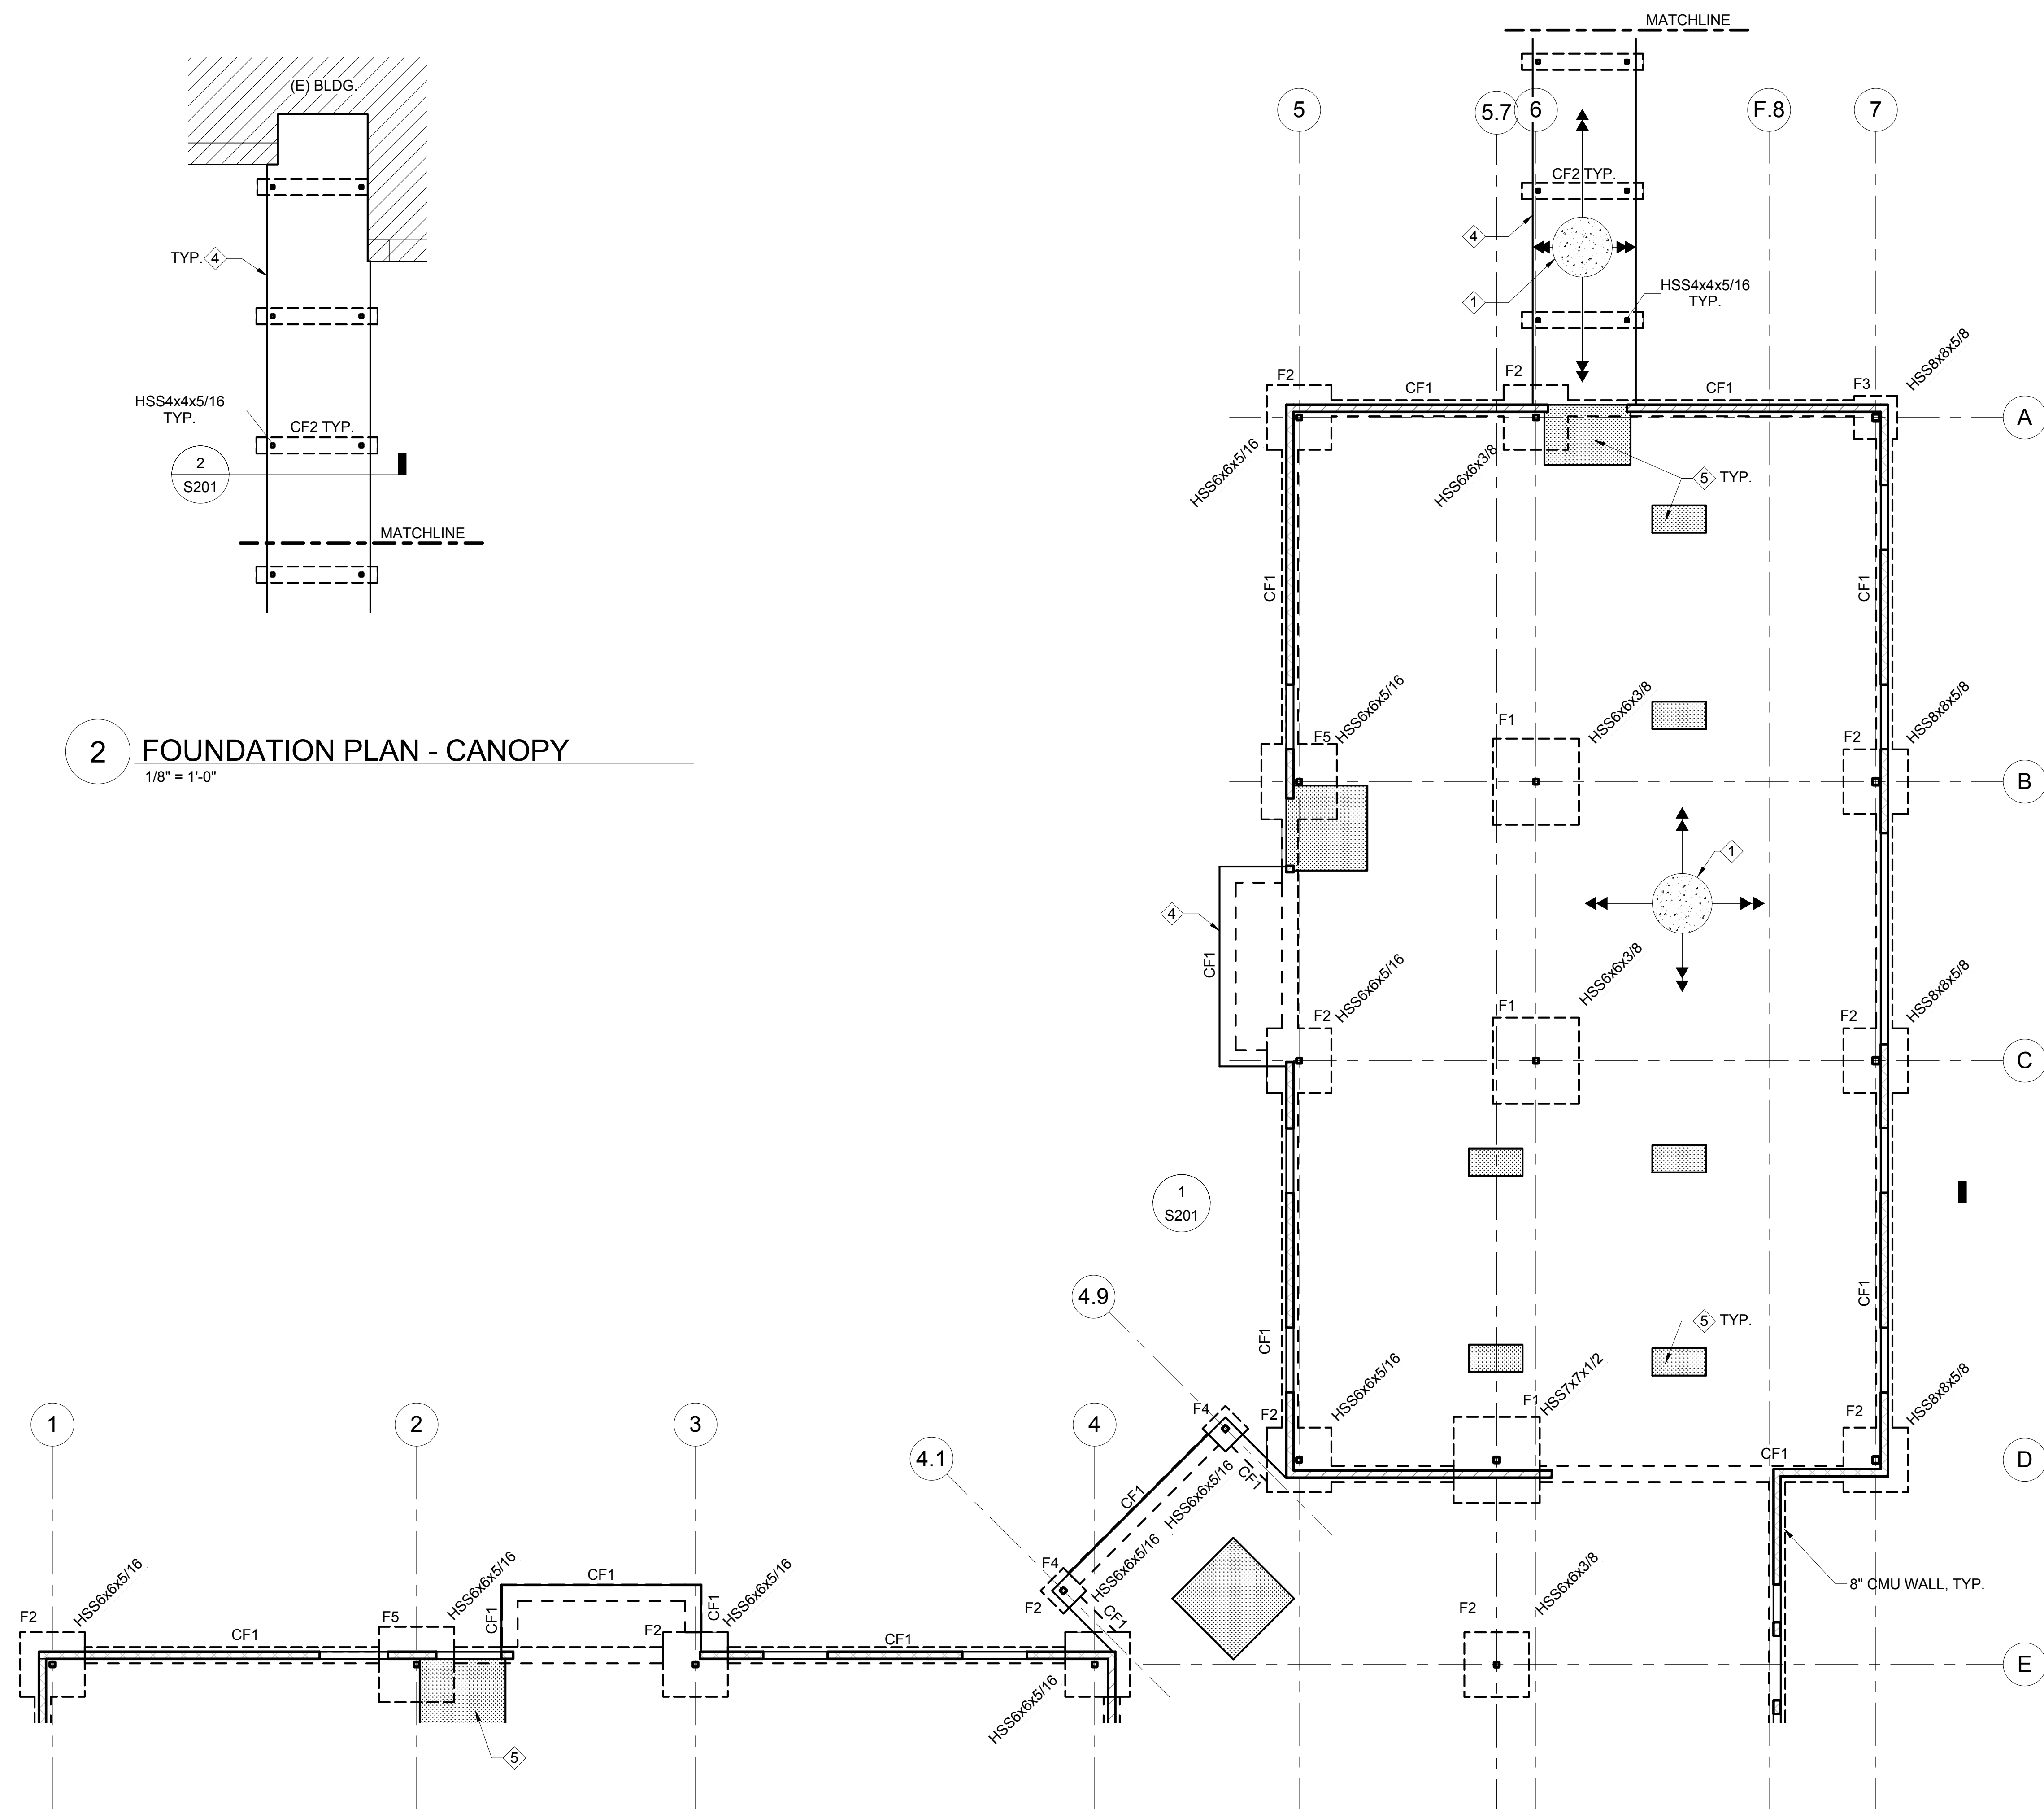 MATCHLINE
(E) BLDG.
5
5.7
6
F.8
7
CF2 TYP.
4
TYP. 4
1
HSS4x4x5/16
TYP.
HSS8x8x5/8
F2
CF1
F2
CF1
F3
HSS4x4x5/16
TYP.
A
CF2 TYP.
2
S201
HSS6x6x5/16
HSS6x6x3/8
5 TYP.
MATCHLINE
CF1
CF1
HSS6x6x5/16
HSS6x6x3/8
HSS8x8x5/8
F5
F1
F2
2
FOUNDATION PLAN - CANOPY
1/8" = 1'-0"
B
1
4
CF1
HSS6x6x5/16
HSS6x6x3/8
HSS8x8x5/8
F2
F1
F2
C
1
S201
4.9
CF1
CF1
5 TYP.
HSS6x6x5/16
HSS7x7x1/2
HSS8x8x5/8
F4
F2
F1
F2
1
2
3
4
4.1
CF1
D
CF1
CF1
HSS6x6x5/16
HSS6x6x5/16
HSS6x6x5/16
HSS6x6x5/16
HSS6x6x5/16
F4
HSS6x6x3/8
8" CMU WALL, TYP.
CF1
F2
F5
CF1
CF1
F2
F2
CF1
F2
CF1
CF1
E
HSS6x6x5/16
5